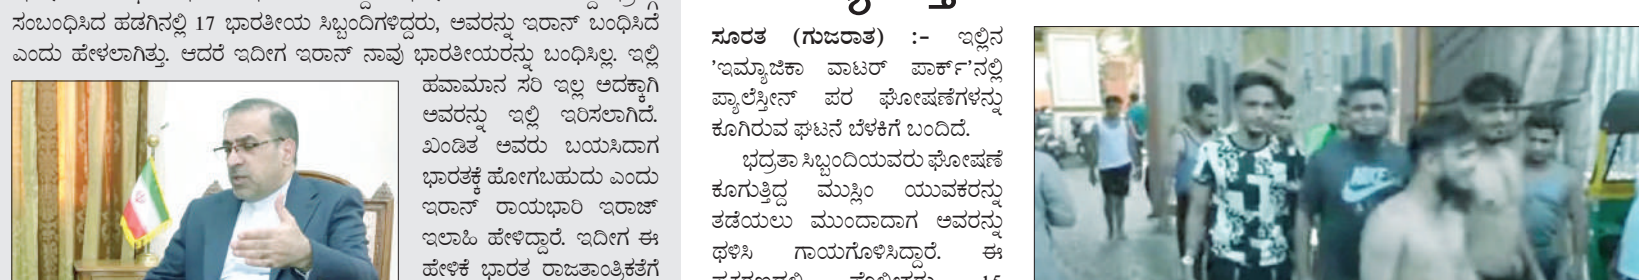 ಸಂಬಂಧಿಸಿದ ಹಡಗಿನಲ್ಲಿ 17 ಭಾರತೀಯ ಸಿಬ್ಬಂದಿಗಳಿದ್ದರು, ಅವರನ್ನು ಇರಾನ್ ಬಂಧಿಸಿದೆ
ಎಂದು ಹೇಳಲಾಗಿತ್ತು. ಆದರೆ ಇದೀಗ ಇರಾನ್ ನಾವು ಭಾರತೀಯರನ್ನು ಬಂಧಿಸಿಲ್ಲ. ಇಲ್ಲಿ
ಹವಾಮಾನ ಸರಿ ಇಲ್ಲ ಅದಕ್ಕಾಗಿ
ಅವರನ್ನು ಇಲ್ಲಿ ಇರಿಸಲಾಗಿದೆ.
ಖಂಡಿತ ಅವರು ಬಯಸಿದಾಗ
ಭಾರತಕ್ಕೆ ಹೋಗಬಹುದು ಎಂದು
ಇರಾನ್ ರಾಯಭಾರಿ ಇರಾಜ್
ಇಲಾಹಿ ಹೇಳಿದ್ದಾರೆ. ಇದೀಗ ಈ
ಹೇಳಿಕೆ ಭಾರತ ರಾಜತಾಂತ್ರಿಕತೆಗೆ
ಸೂರತ (ಗುಜರಾತ) :- ಇಲ್ಲಿನ
'ಇಮ್ಯಾಜಿಕಾ ವಾಟರ್ ಪಾರ್ಕ್'ನಲ್ಲಿ
ಪ್ಯಾಲೆಸ್ತೀನ್ ಪರ ಘೋಷಣೆಗಳನ್ನು
ಕೂಗಿರುವ ಘಟನೆ ಬೆಳಕಿಗೆ ಬಂದಿದೆ.
ಭದ್ರತಾ ಸಿಬ್ಬಂದಿಯವರು ಘೋಷಣೆ
ಕೂಗುತ್ತಿದ್ದ ಮುಸ್ಲಿಂ ಯುವಕರನ್ನು
ತಡೆಯಲು ಮುಂದಾದಾಗ ಅವರನ್ನು
ಥಳಿಸಿ ಗಾಯಗೊಳಿಸಿದ್ದಾರೆ. ಈ